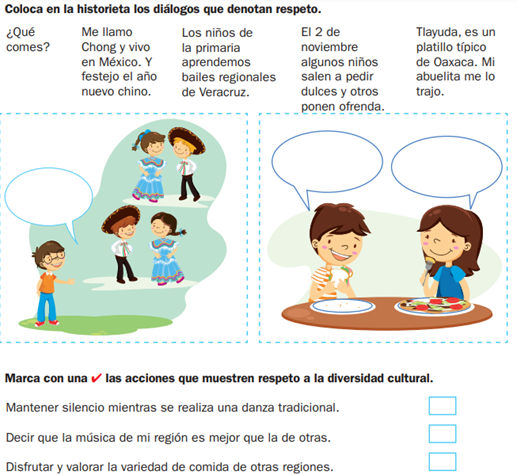 Coloca en la historieta los diálogos que denotan respeto.
¿Qué
comes?
Me llamo
Chong y vivo
en México. Y
festejo el año
nuevo chino.
Los niños de
la primaria
aprendemos
bailes regionales
de Veracruz.
El 2 de
noviembre
algunos niños
salen a pedir
dulces y otros
ponen ofrenda.
Tlayuda, es un
platillo típico
de Oaxaca. Mi
abuelita me lo
trajo.
Marca con una ✓ las acciones que muestren respeto a la diversidad cultural.
Mantener silencio mientras se realiza una danza tradicional.
Decir que la música de mi región es mejor que la de otras.
Disfrutar y valorar la variedad de comida de otras regiones.